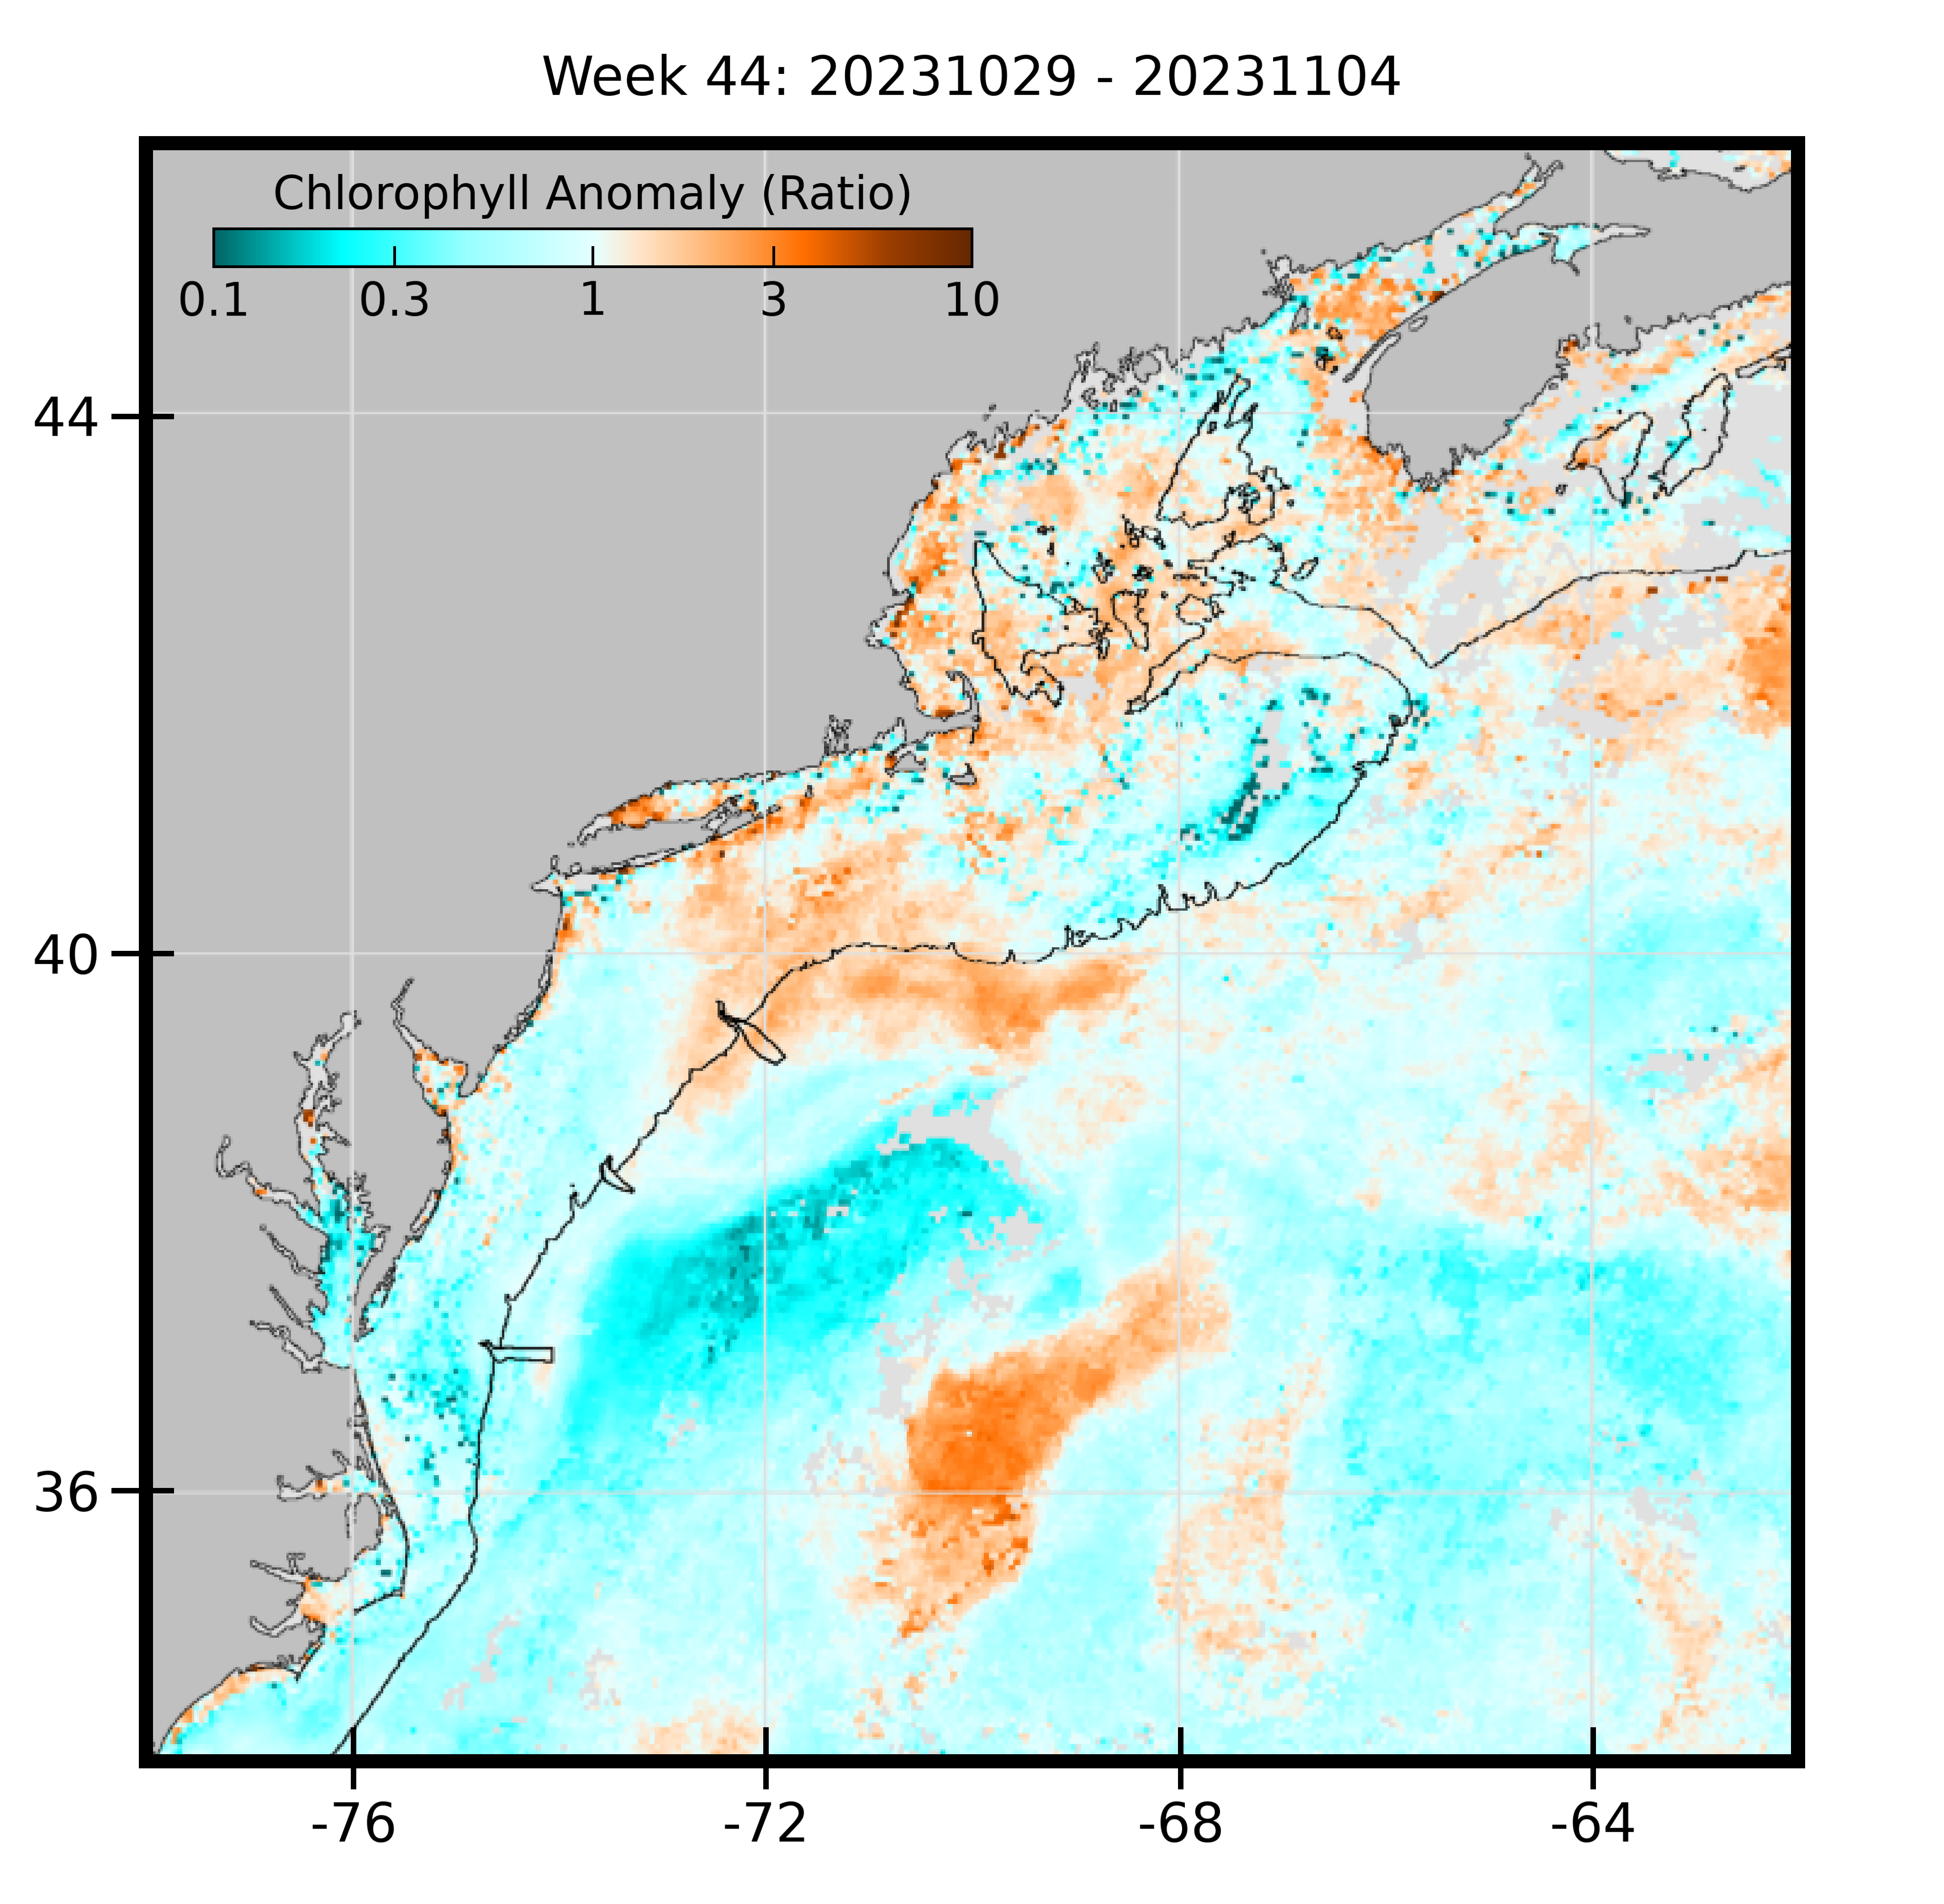 Week 44: 20231029 - 20231104
Chlorophyll Anomaly (Ratio)
0.1 0.3 1 3 10
44
40
36
-76 -72 -68 -64